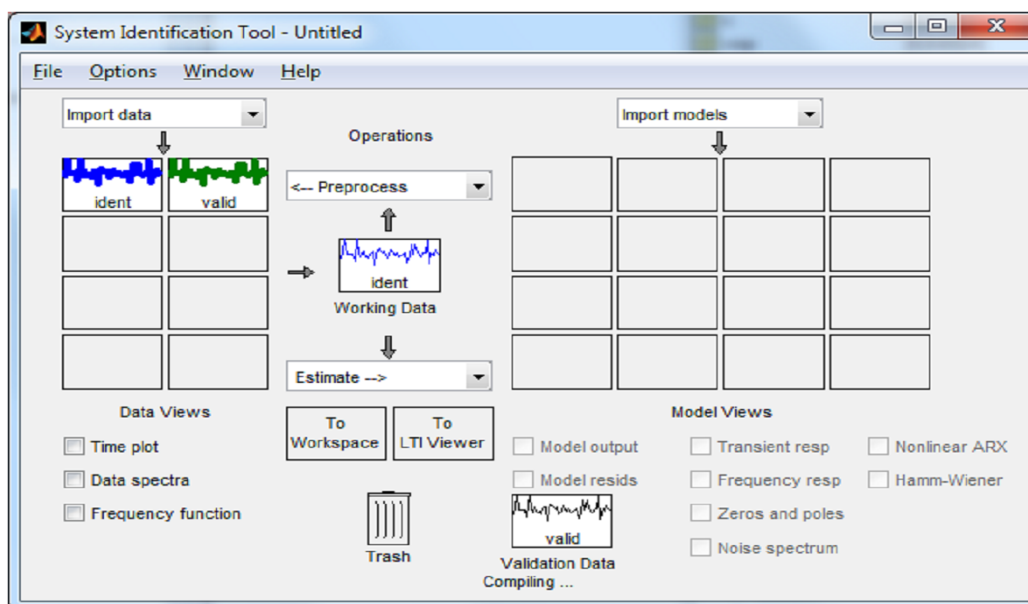 System Identification Tool - Untitled
File Options Window Help
Import data
Import models
Operations
ident
valid
<-- Preprocess
ident
Working Data
Estimate -->
Data Views
Time plot
Data spectra
Frequency function
To
Workspace
To
LTI Viewer
Trash
Model Views
Model output
Transient resp
Nonlinear ARX
Model resids
Frequency resp
Hamm-Wiener
Zeros and poles
Noise spectrum
valid
Validation Data
Compiling ...